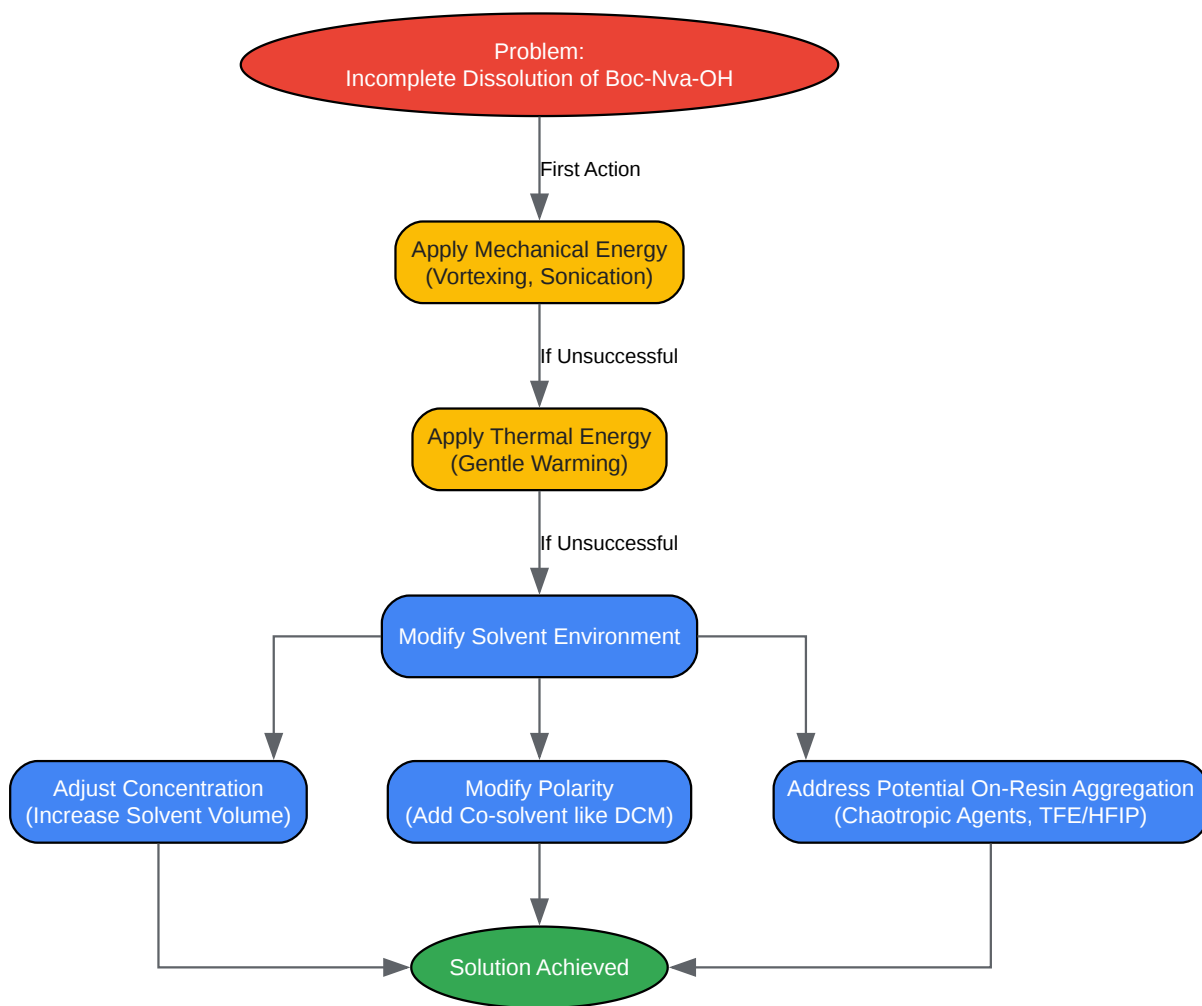 Problem:
Incomplete Dissolution of Boc-Nva-OH
First Action
Apply Mechanical Energy
(Vortexing, Sonication)
If Unsuccessful
Apply Thermal Energy
(Gentle Warming)
If Unsuccessful
Modify Solvent Environment
Adjust Concentration
(Increase Solvent Volume)
Modify Polarity
(Add Co-solvent like DCM)
Address Potential On-Resin Aggregation
(Chaotropic Agents, TFE/HFIP)
Solution Achieved